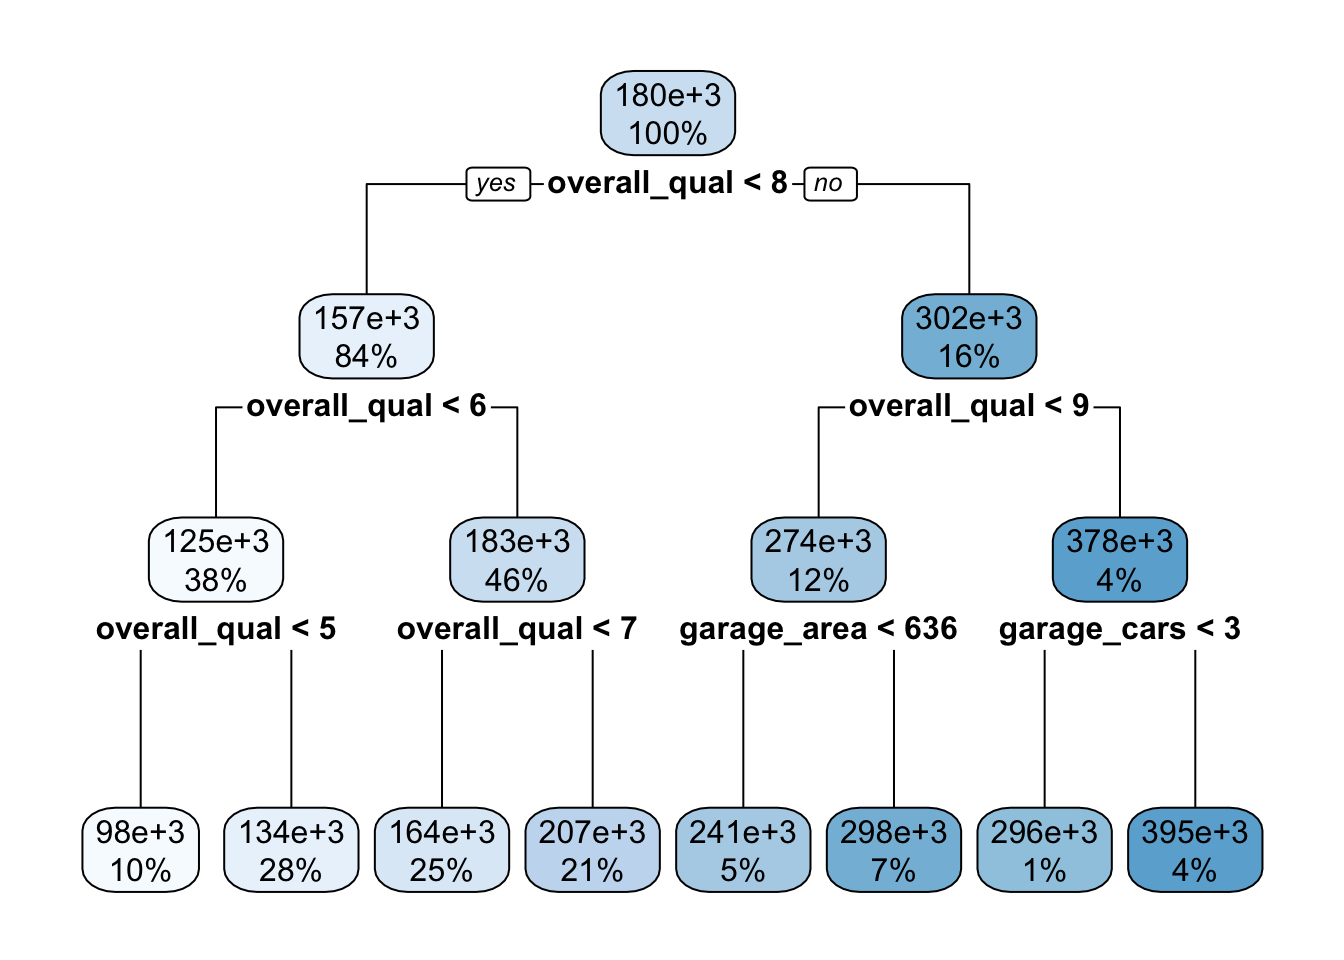 180e+3
100%
yes overall_qual < 8 no
157e+3
84%
302e+3
16%
overall_qual < 6
overall_qual < 9
125e+3
38%
183e+3
46%
274e+3
12%
378e+3
4%
overall_qual < 5
overall_qual < 7
garage_area < 636
garage_cars < 3
98e+3
10%
134e+3
28%
164e+3
25%
207e+3
21%
241e+3
5%
298e+3
7%
296e+3
1%
395e+3
4%